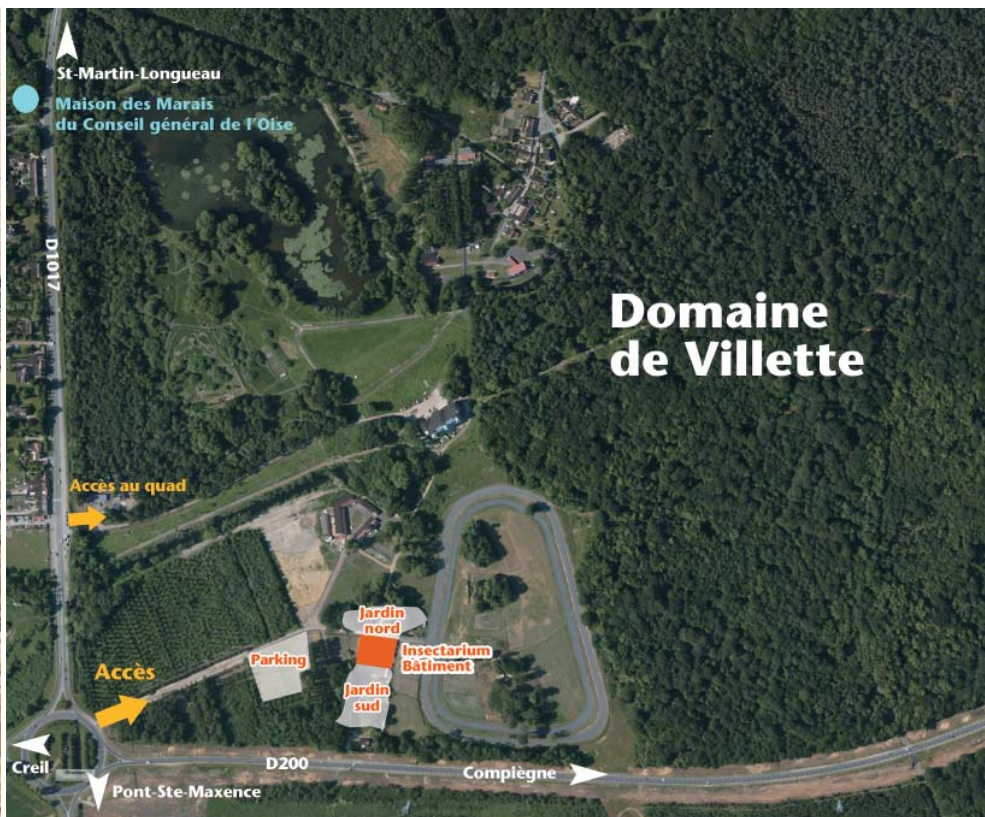 St-Martin-Longueau
Maison des Marais
du Conseil général de l'Oise
D1017
Domaine
de Villette
Accès au quad
Jardin
nord
Insectarium
Bâtiment
Parking
Accès
Jardin
sud
D200
Creil
Complègne
Pont-Ste-Maxence